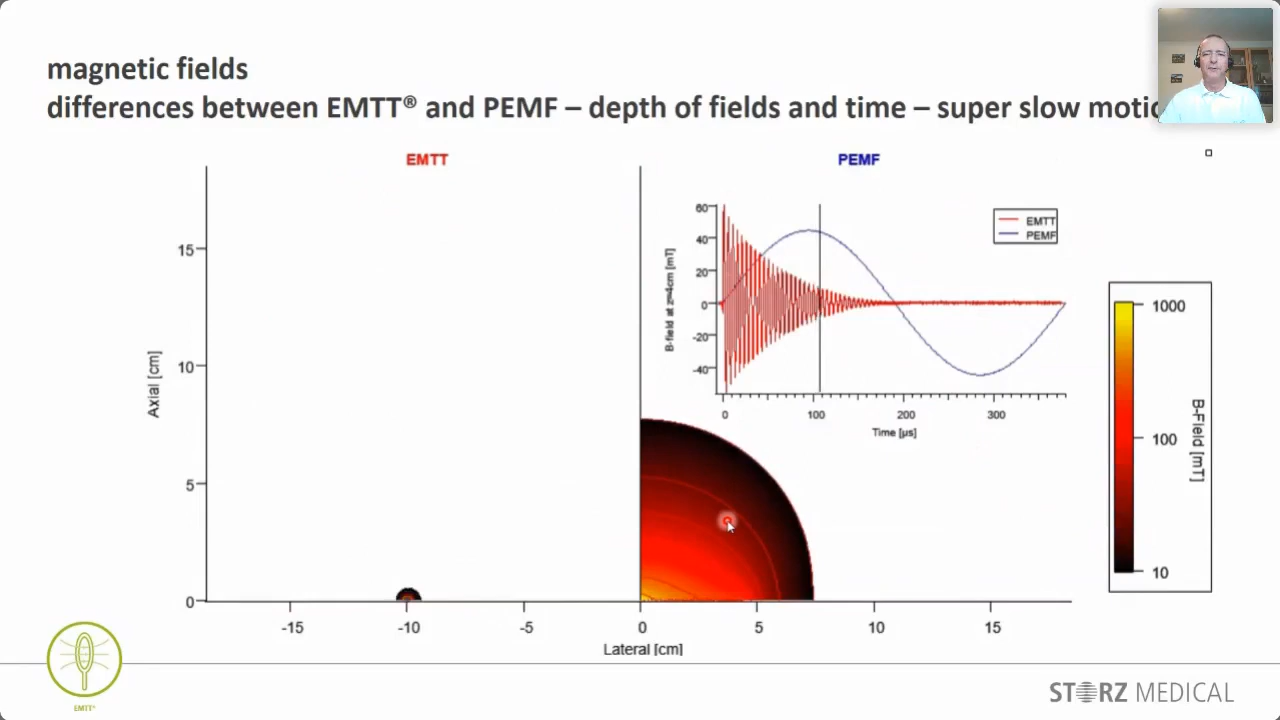 magnetic fields
differences between EMTT® and PEMF – depth of fields and time – super slow motio
EMTT
PEMF
60
40
20
0
-20
-40
B-field at z=4cm [mT]
EMTT
PEMF
0
100
200
300
Time [µs]
15
10
5
0
Axial [cm]
-15
-10
-5
0
5
10
15
Lateral [cm]
1000
100
10
B-Field [mT]
EMTT®
STORZ MEDICAL